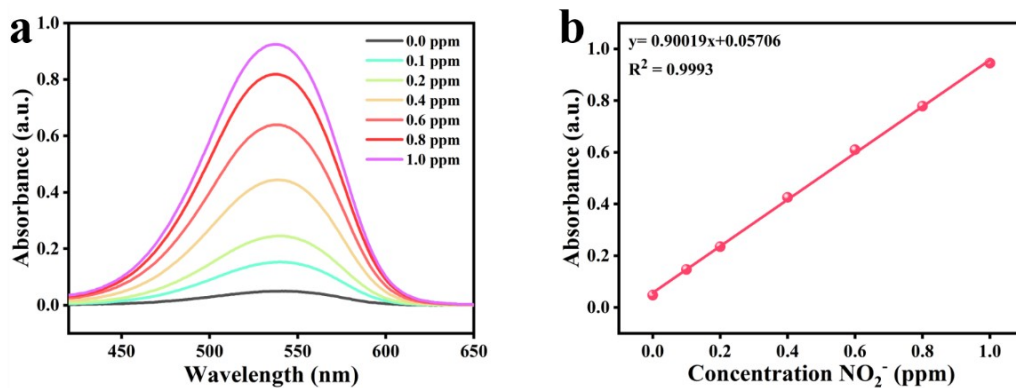 a
1.0
0.8
0.6
0.4
0.2
0.0
Absorbance (a.u.)
0.0 ppm
0.1 ppm
0.2 ppm
0.4 ppm
0.6 ppm
0.8 ppm
1.0 ppm
450 500 550 600 650
Wavelength (nm)
b
y= 0.90019x+0.05706
R² = 0.9993
1.0
0.8
0.6
0.4
0.2
0.0
Absorbance (a.u.)
0.0 0.2 0.4 0.6 0.8 1.0
Concentration NO₂⁻ (ppm)